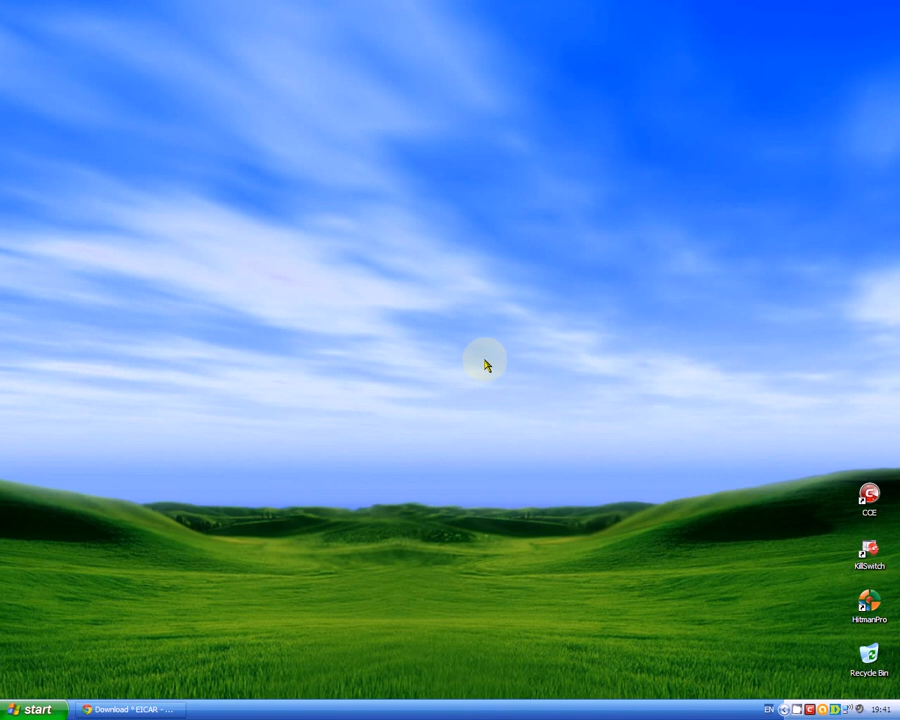 CCE
KillSwitch
HitmanPro
Recycle Bin
start
Download ° EICAR - ...
EN
19:41